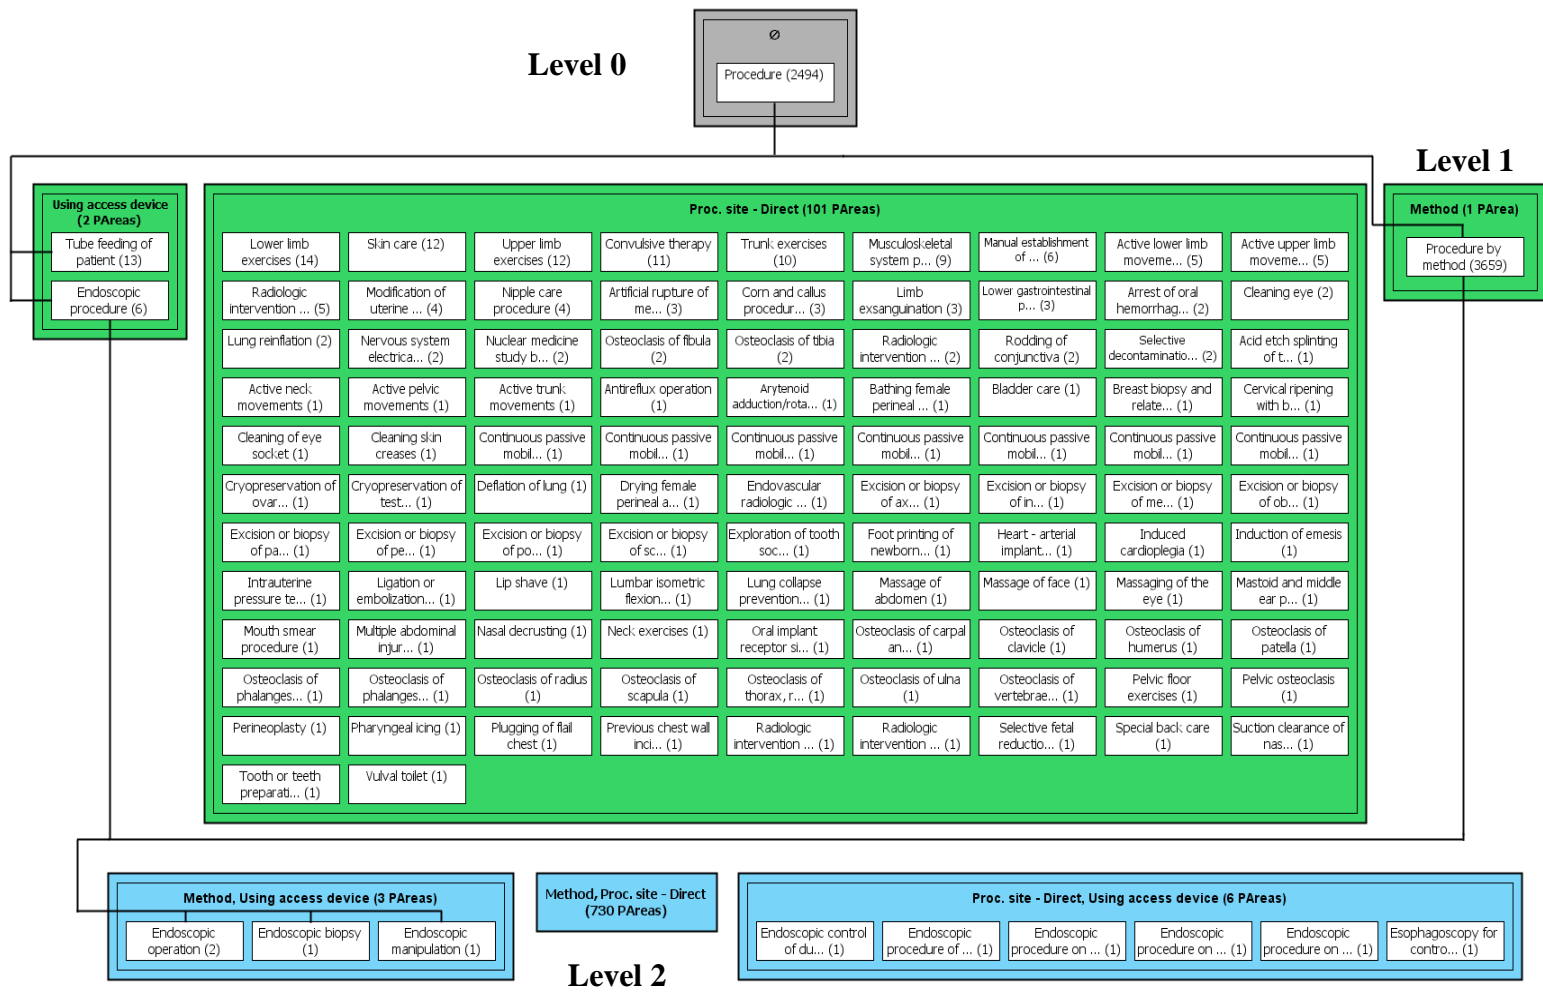 Level 0
∅
Procedure (2494)
Level 1
Using access device
(2 PAreas)
Tube feeding of
patient (13)
Endoscopic
procedure (6)
Proc. site - Direct (101 PAreas)
Lower limb
exercises (14)
Skin care (12)
Upper limb
exercises (12)
Convulsive therapy
(11)
Trunk exercises
(10)
Musculoskeletal
system p... (9)
Manual establishment
of ... (6)
Active lower limb
moveme... (5)
Active upper limb
moveme... (5)
Radiologic
intervention ... (5)
Modification of
uterine ... (4)
Nipple care
procedure (4)
Artificial rupture of
me... (3)
Corn and callus
procedur... (3)
Limb
exsanguination (3)
Lower gastrointestinal
p... (3)
Arrest of oral
hemorrhag... (2)
Cleaning eye (2)
Lung reinflation (2)
Nervous system
electrica... (2)
Nuclear medicine
study b... (2)
Osteoclasis of fibula
(2)
Osteoclasis of tibia
(2)
Radiologic
intervention ... (2)
Rodding of
conjunctiva (2)
Selective
decontaminatio... (2)
Acid etch splinting
of t... (1)
Active neck
movements (1)
Active pelvic
movements (1)
Active trunk
movements (1)
Antireflux operation
(1)
Arytenoid
adduction/rota... (1)
Bathing female
perineal ... (1)
Bladder care (1)
Breast biopsy and
relate... (1)
Cervical ripening
with b... (1)
Cleaning of eye
socket (1)
Cleaning skin
creases (1)
Continuous passive
mobil... (1)
Continuous passive
mobil... (1)
Continuous passive
mobil... (1)
Continuous passive
mobil... (1)
Continuous passive
mobil... (1)
Continuous passive
mobil... (1)
Continuous passive
mobil... (1)
Cryopreservation of
ovar... (1)
Cryopreservation of
test... (1)
Deflation of lung (1)
Drying female
perineal a... (1)
Endovascular
radiologic ... (1)
Excision or biopsy
of ax... (1)
Excision or biopsy
of in... (1)
Excision or biopsy
of me... (1)
Excision or biopsy
of ob... (1)
Excision or biopsy
of pa... (1)
Excision or biopsy
of pe... (1)
Excision or biopsy
of po... (1)
Excision or biopsy
of sc... (1)
Exploration of tooth
soc... (1)
Foot printing of
newborn... (1)
Heart - arterial
implant... (1)
Induced
cardioplegia (1)
Induction of emesis
(1)
Intrauterine
pressure te... (1)
Ligation or
embolization... (1)
Lip shave (1)
Lumbar isometric
flexion... (1)
Lung collapse
prevention... (1)
Massage of
abdomen (1)
Massage of face (1)
Massaging of the
eye (1)
Mastoid and middle
ear p... (1)
Mouth smear
procedure (1)
Multiple abdominal
injur... (1)
Nasal decrusting (1)
Neck exercises (1)
Oral implant
receptor si... (1)
Osteoclasis of carpal
an... (1)
Osteoclasis of
clavicle (1)
Osteoclasis of
humerus (1)
Osteoclasis of
patella (1)
Osteoclasis of
phalanges... (1)
Osteoclasis of
phalanges... (1)
Osteoclasis of radius
(1)
Osteoclasis of
scapula (1)
Osteoclasis of
thorax, r... (1)
Osteoclasis of ulna
(1)
Osteoclasis of
vertebrae... (1)
Pelvic floor
exercises (1)
Pelvic osteoclasis
(1)
Perineoplasty (1)
Pharyngeal icing (1)
Plugging of flail
chest (1)
Previous chest wall
inci... (1)
Radiologic
intervention ... (1)
Radiologic
intervention ... (1)
Selective fetal
reductio... (1)
Special back care
(1)
Suction clearance of
nas... (1)
Tooth or teeth
preparati... (1)
Vulval toilet (1)
Method (1 PArea)
Procedure by
method (3659)
Method, Using access device (3 PAreas)
Endoscopic
operation (2)
Endoscopic biopsy
(1)
Endoscopic
manipulation (1)
Method, Proc. site - Direct
(730 PAreas)
Proc. site - Direct, Using access device (6 PAreas)
Endoscopic control
of du... (1)
Endoscopic
procedure of ... (1)
Endoscopic
procedure on ... (1)
Endoscopic
procedure on ... (1)
Endoscopic
procedure on ... (1)
Esophagoscopy for
contro... (1)
Level 2